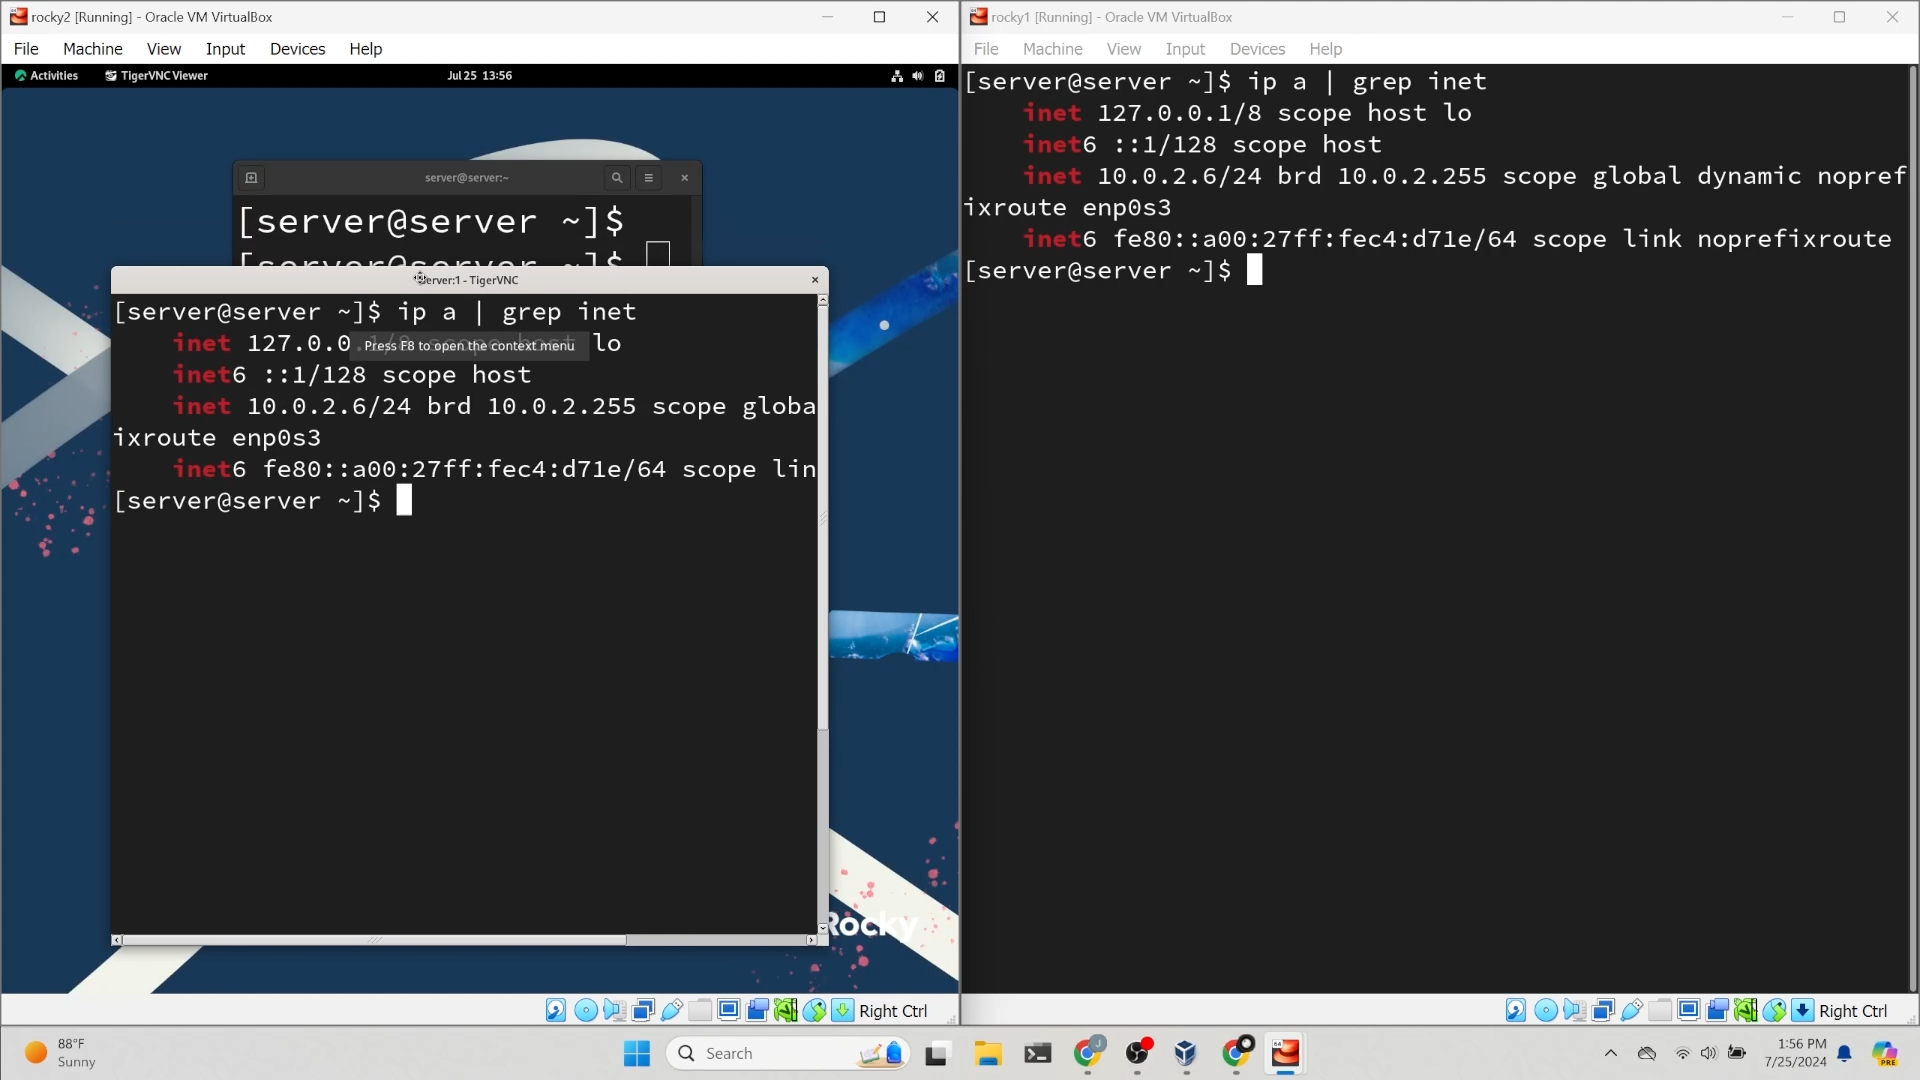 rocky2 [Running] - Oracle VM VirtualBox
File Machine View Input Devices Help
Activities TigerVNC Viewer Jul 25 13:56
server@server:~
[server@server ~]$
[server@server ~]$
server:1 - TigerVNC
[server@server ~]$ ip a | grep inet
inet 127.0.0.1/8 scope host lo
Press F8 to open the context menu
inet6 ::1/128 scope host
inet 10.0.2.6/24 brd 10.0.2.255 scope globa
ixroute enp0s3
inet6 fe80::a00:27ff:fec4:d71e/64 scope lin
[server@server ~]$
Rocky
Right Ctrl
rocky1 [Running] - Oracle VM VirtualBox
File Machine View Input Devices Help
[server@server ~]$ ip a | grep inet
inet 127.0.0.1/8 scope host lo
inet6 ::1/128 scope host
inet 10.0.2.6/24 brd 10.0.2.255 scope global dynamic nopref
ixroute enp0s3
inet6 fe80::a00:27ff:fec4:d71e/64 scope link noprefixroute
[server@server ~]$
Right Ctrl
88°F
Sunny
Search
1:56 PM
7/25/2024
PRE